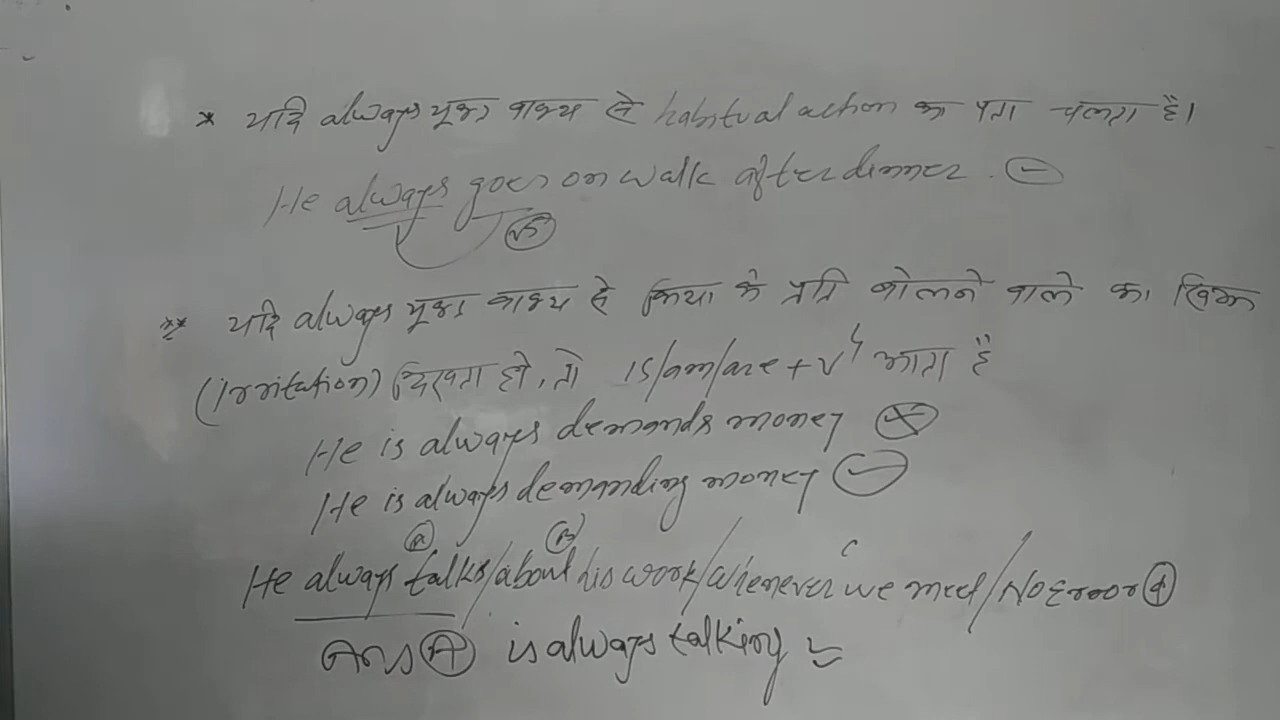 * यदि always युक्त वाक्य से habitual action का पता चलता है।
He always goes on walk after dinner.
V5
** यदि always युक्त वाक्य से क्रिया के प्रति बोलने वाले का खिझ
(Irritation) दिखता हो, तो is/am/are + V4 आता है
He is always demands money
He is always demanding money
A B C
He always talks/about his work/whenever we meet/No Error D
Ans A is always talking